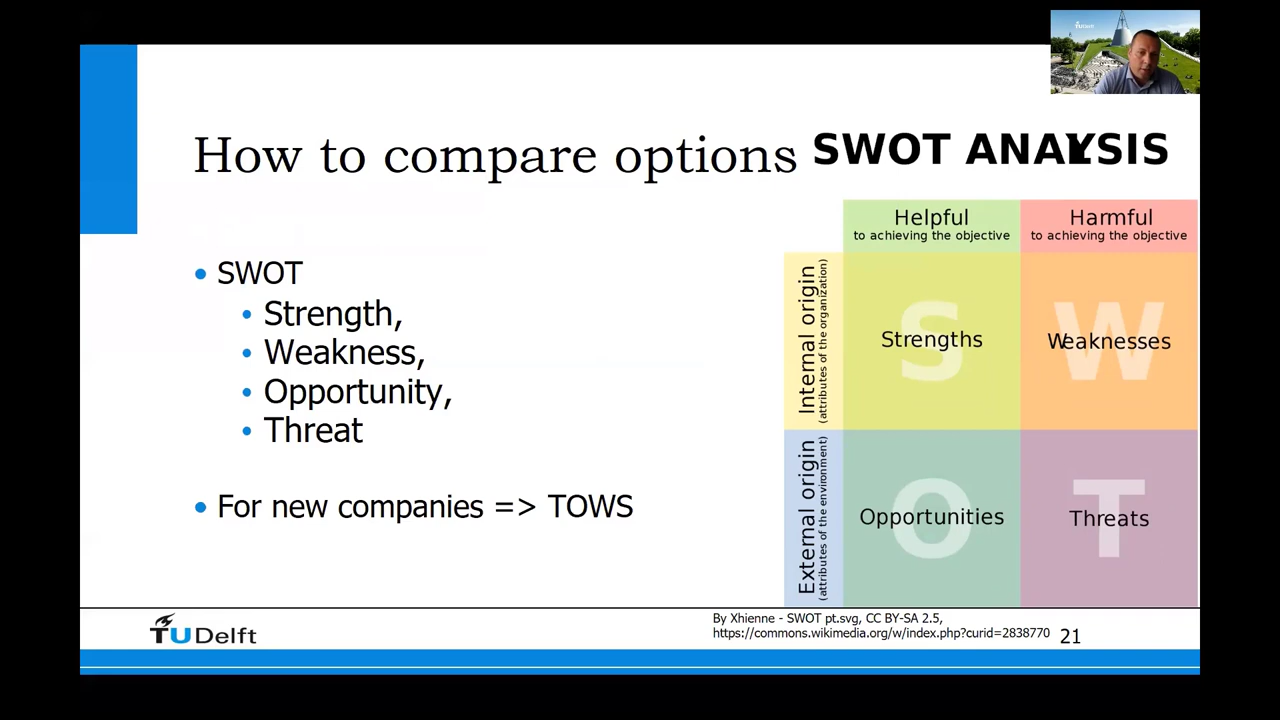 TUDelft
How to compare options
SWOT ANALYSIS
Helpful
to achieving the objective
Harmful
to achieving the objective
• SWOT
• Strength,
• Weakness,
• Opportunity,
• Threat
• For new companies => TOWS
Internal origin
(attributes of the organization)
S
Strengths
W
Weaknesses
External origin
(attributes of the environment)
O
Opportunities
T
Threats
TUDelft
By Xhienne - SWOT pt.svg, CC BY-SA 2.5,
https://commons.wikimedia.org/w/index.php?curid=2838770
21